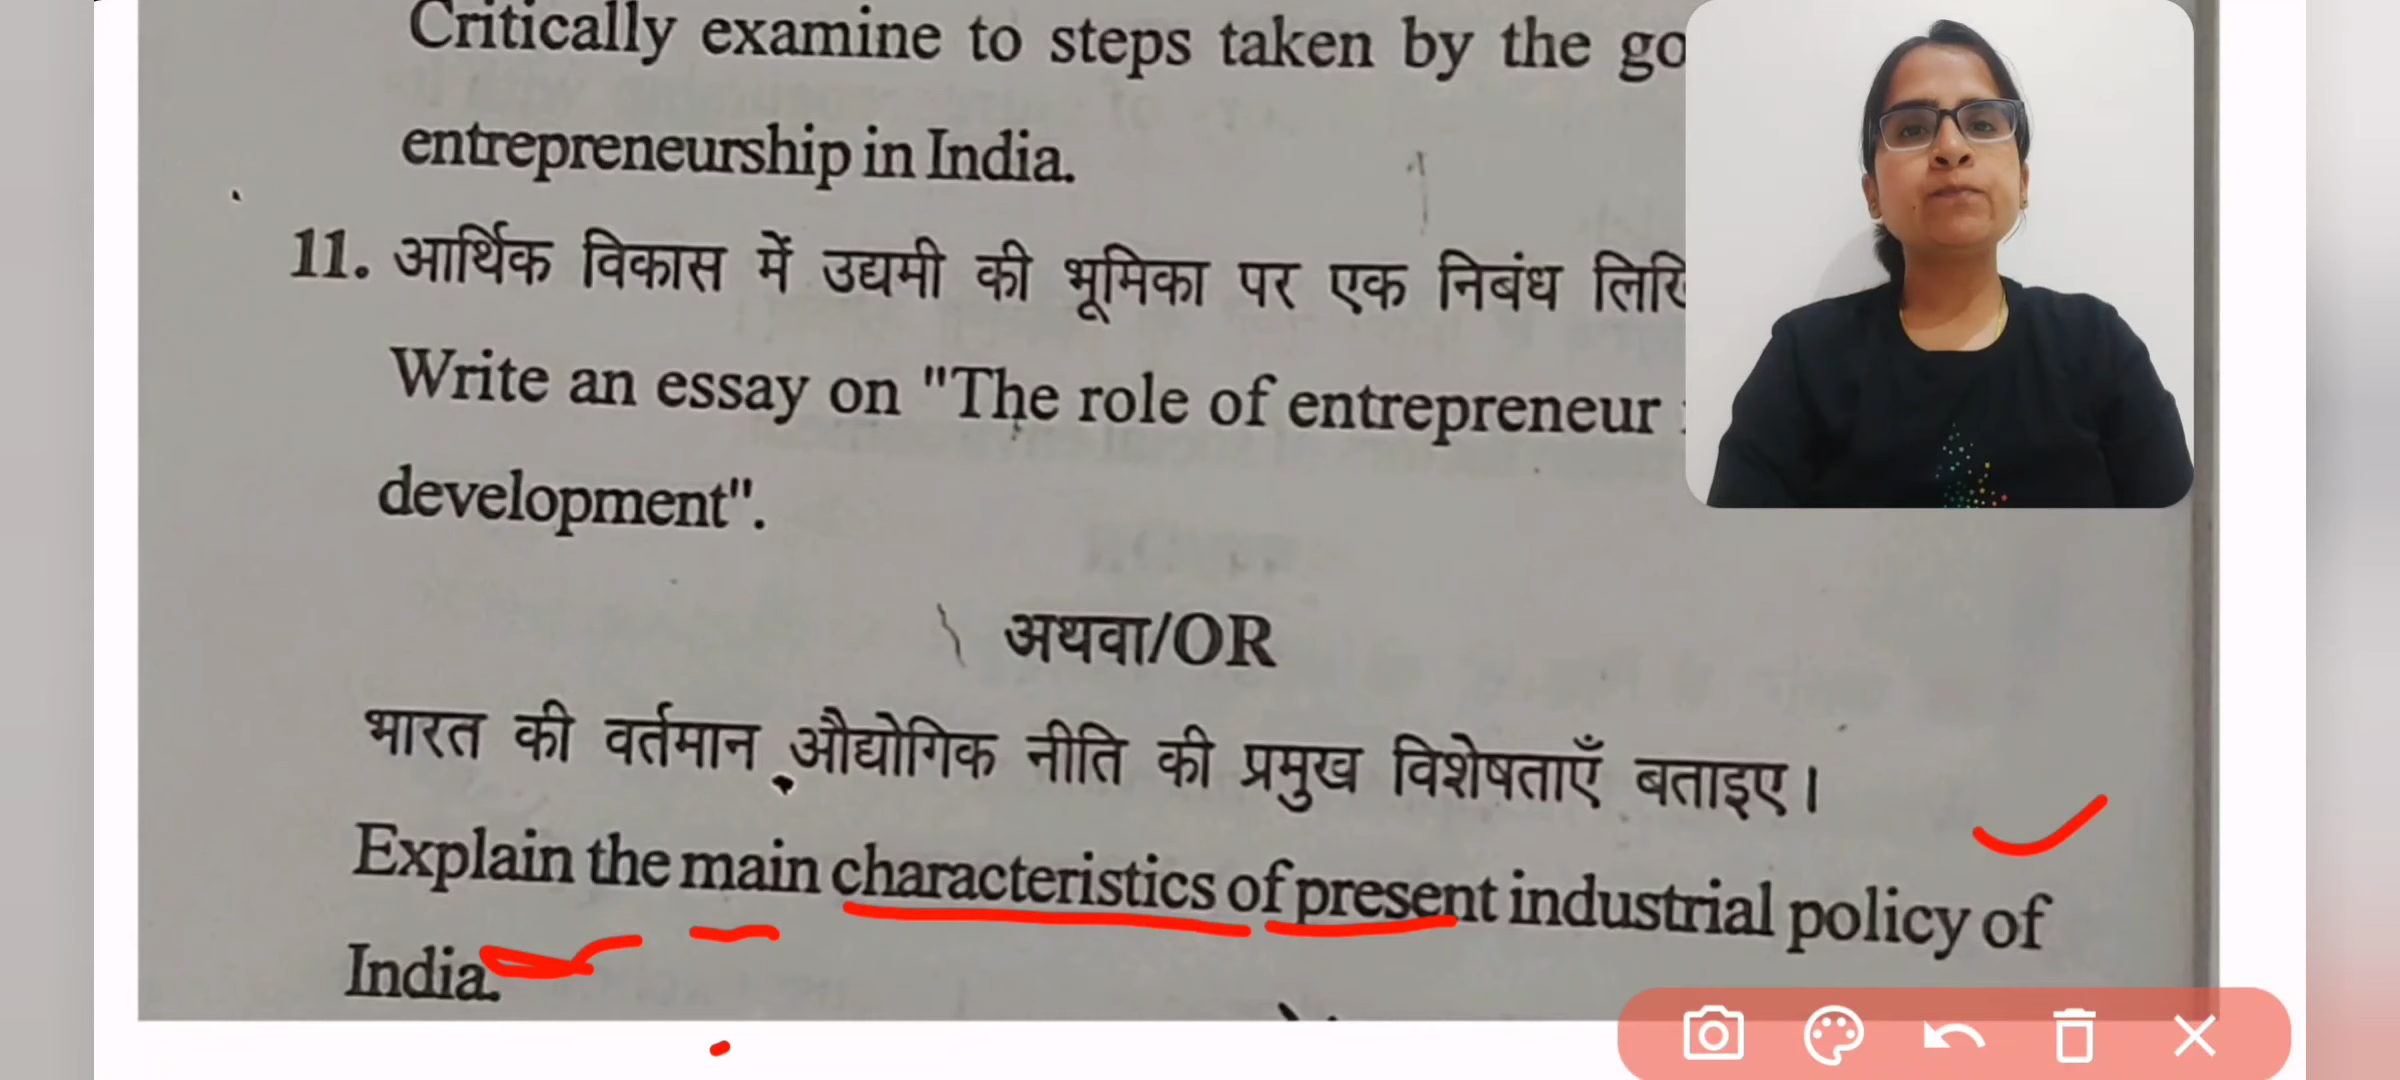 Critically examine to steps taken by the
entrepreneurship in India.
11. आर्थिक विकास में उद्यमी की भूमिका पर एक निबंध
Write an essay on "The role of entrepreneur
development".
अथवा/OR
भारत की वर्तमान औद्योगिक नीति की प्रमुख विशेषताएँ बताइए।
Explain the main characteristics of present industrial policy of
India.